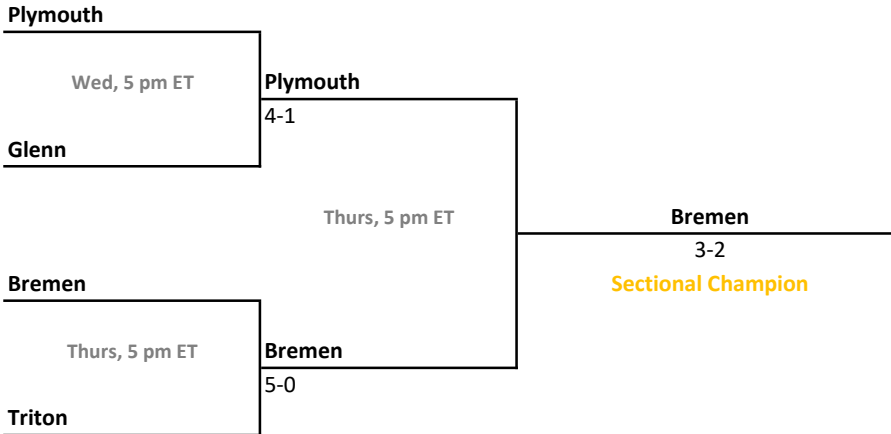 Plymouth
Wed, 5 pm ET
Plymouth
4-1
Glenn
Thurs, 5 pm ET
Bremen
3-2
Sectional Champion
Bremen
Thurs, 5 pm ET
Bremen
5-0
Triton